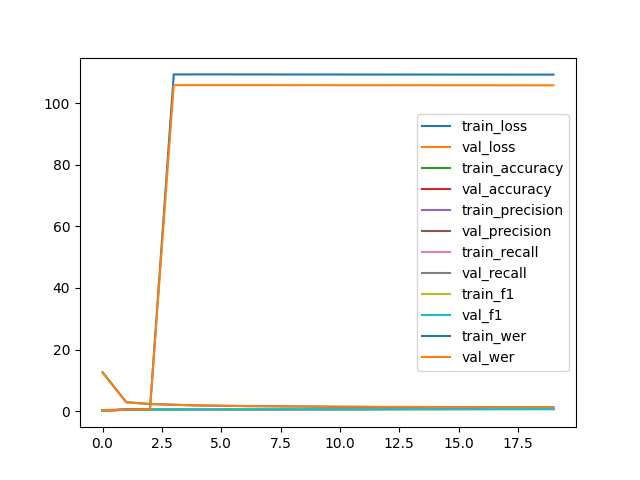 100
80
60
40
20
0
0.0 2.5 5.0 7.5 10.0 12.5 15.0 17.5
train_loss
val_loss
train_accuracy
val_accuracy
train_precision
val_precision
train_recall
val_recall
train_f1
val_f1
train_wer
val_wer